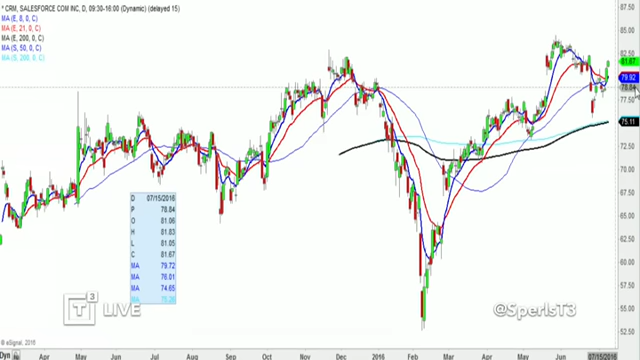 * CRM, SALESFORCE COM INC, D, 09:30-16:00 (Dynamic) (delayed 15)
MA (E, 8, 0, C)
MA (E, 21, 0, C)
MA (E, 200, 0, C)
MA (S, 50, 0, C)
MA (S, 200, 0, C)
87.50
85.00
81.67
79.92
78.84
75.11
72.50
70.00
67.50
65.00
62.50
60.00
57.50
55.00
52.50
D 07/15/2016
P 78.84
O 81.06
H 81.83
L 81.05
C 81.67
MA 79.72
MA 76.01
MA 74.65
MA 75.26
T3 LIVE
@SperlsT3
© eSignal, 2016
Dyn
Apr May Jun Jul Aug Sep Oct Nov Dec 2016 Feb Mar Apr May Jun 07/15/2016